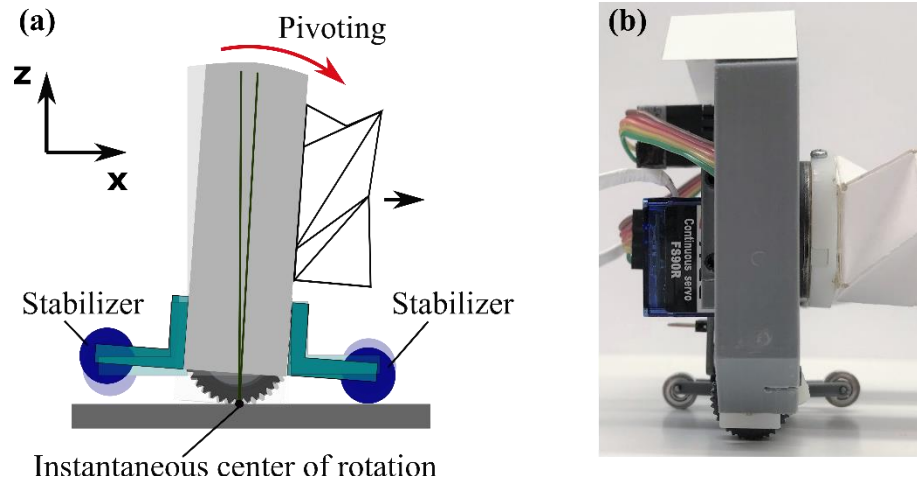 (a)
Pivoting
z
x
Stabilizer
Stabilizer
Instantaneous center of rotation
(b)
Continuous servo
FS90R